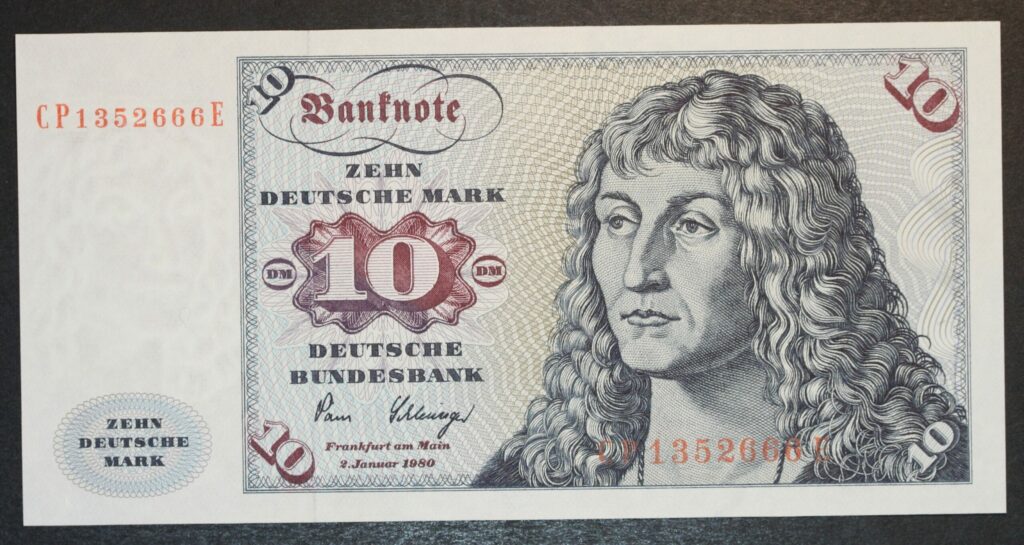 CP1352666E
10
Banknote
10
ZEHN
DEUTSCHE MARK
DM
10
DM
DEUTSCHE
BUNDESBANK
Frankfurt am Main
2. Januar 1980
10
ZEHN
DEUTSCHE
MARK
CP1352666E
10